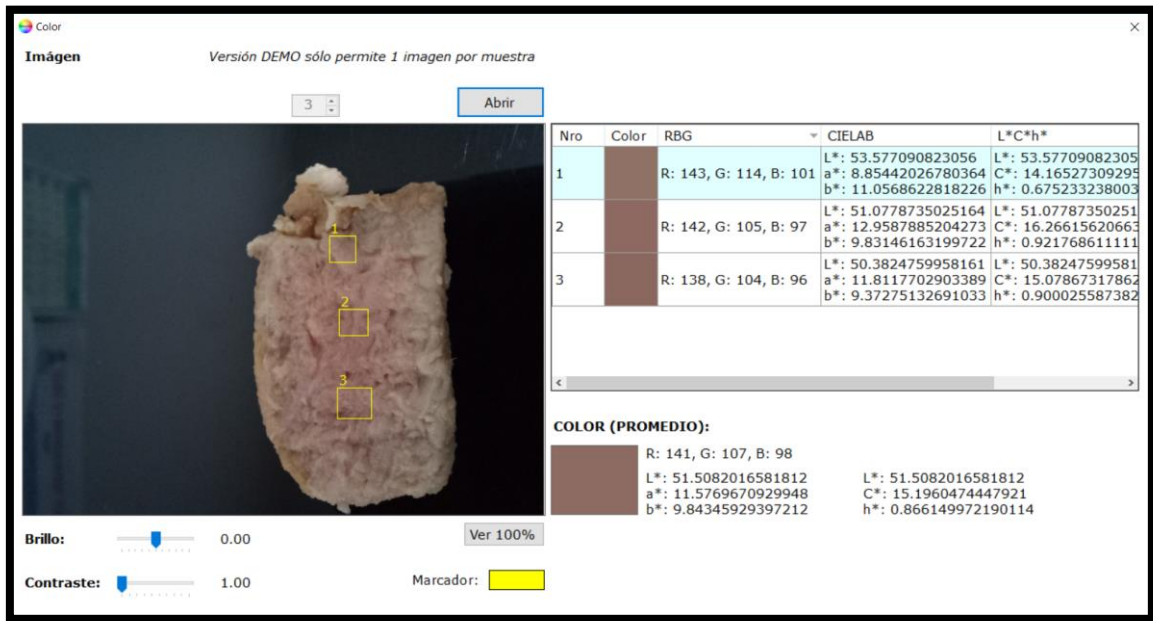 Color
Imágen
Versión DEMO sólo permite 1 imagen por muestra
3
Abrir
1
2
3
Nro Color RBG CIELAB L*C*h*
1
R: 143, G: 114, B: 101
L*: 53.577090823056 L*: 53.57709082305
a*: 8.85442026780364 C*: 14.16527309295
b*: 11.0568622818226 h*: 0.675233238003
2
R: 142, G: 105, B: 97
L*: 51.0778735025164 L*: 51.07787350251
a*: 12.9587885204273 C*: 16.26615620663
b*: 9.83146163199722 h*: 0.921768611111
3
R: 138, G: 104, B: 96
L*: 50.3824759958161 L*: 50.38247599581
a*: 11.8117702903389 C*: 15.07867317862
b*: 9.37275132691033 h*: 0.900025587382
COLOR (PROMEDIO):
R: 141, G: 107, B: 98
L*: 51.5082016581812 L*: 51.5082016581812
a*: 11.5769670929948 C*: 15.1960474447921
b*: 9.84345929397212 h*: 0.866149972190114
Brillo: 0.00
Ver 100%
Contraste: 1.00
Marcador: